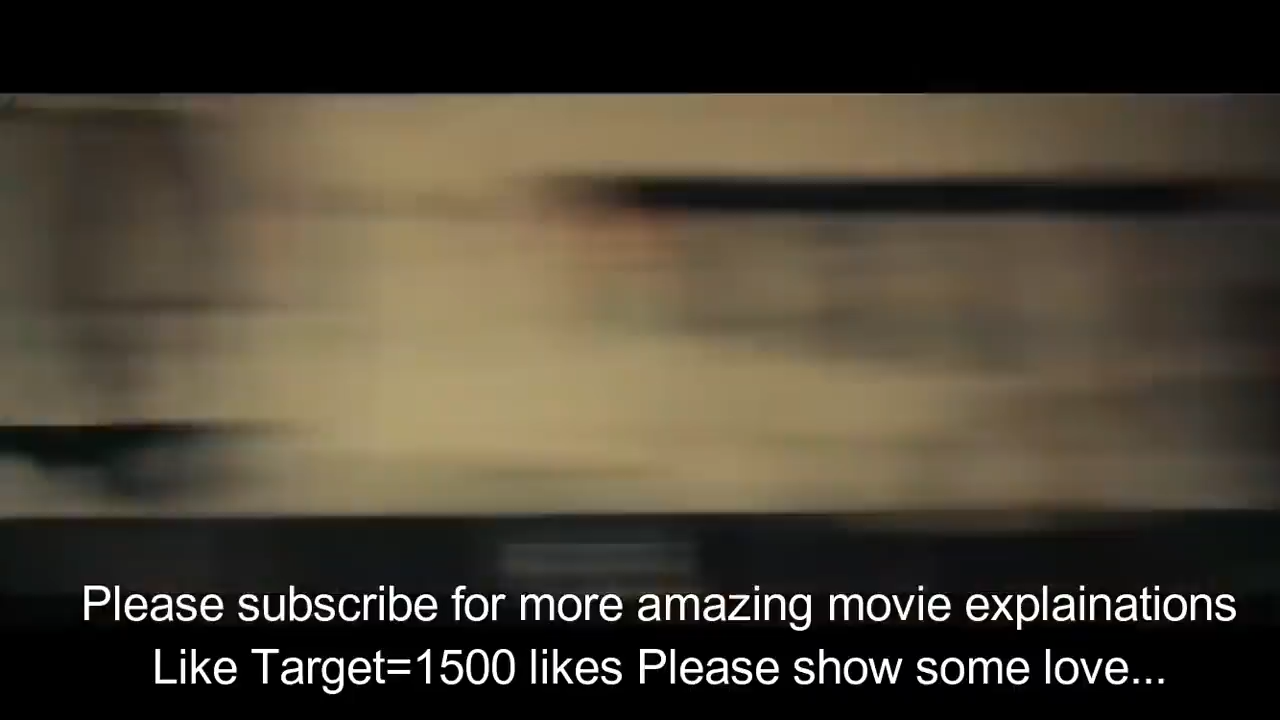 Please subscribe for more amazing movie explainations
Like Target=1500 likes Please show some love...